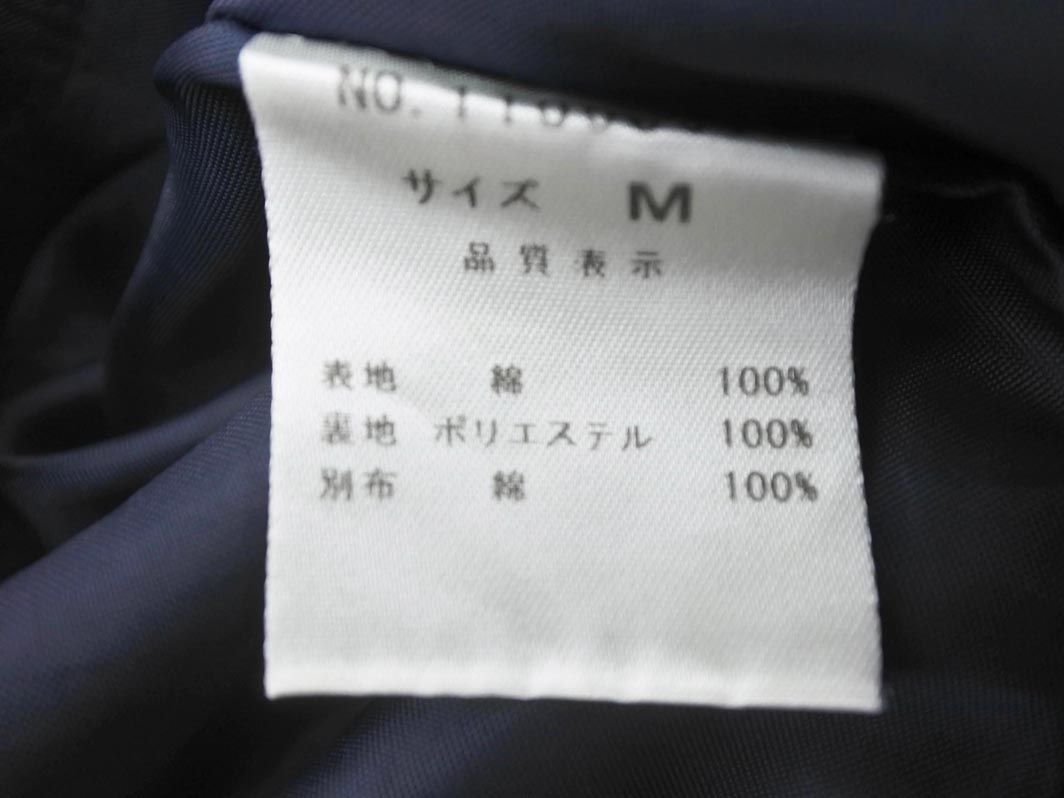 NO.
サイズ M
品質表示
表地 綿 100%
裏地 ポリエステル 100%
別布 綿 100%